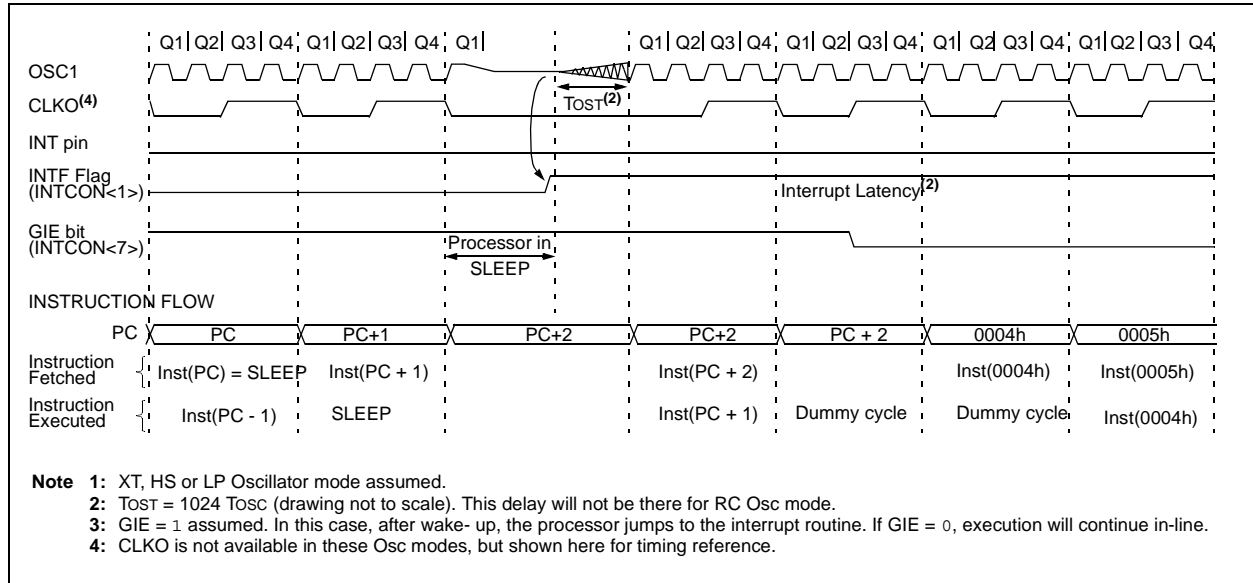 Q1 Q2 Q3 Q4 Q1 Q2 Q3 Q4 Q1 Q1 Q2 Q3 Q4 Q1 Q2 Q3 Q4 Q1 Q2 Q3 Q4 Q1 Q2 Q3 Q4
OSC1
CLKO(4)
TOST(2)
INT pin
INTF Flag
(INTCON<1>)
Interrupt Latency(2)
GIE bit
(INTCON<7>)
Processor in
SLEEP
INSTRUCTION FLOW
PC PC PC+1 PC+2 PC+2 PC + 2 0004h 0005h
Instruction
Fetched
Inst(PC) = SLEEP Inst(PC + 1) Inst(PC + 2) Inst(0004h) Inst(0005h)
Instruction
Executed
Inst(PC - 1) SLEEP Inst(PC + 1) Dummy cycle Dummy cycle Inst(0004h)
Note 1: XT, HS or LP Oscillator mode assumed.
2: TOST = 1024 TOSC (drawing not to scale). This delay will not be there for RC Osc mode.
3: GIE = 1 assumed. In this case, after wake- up, the processor jumps to the interrupt routine. If GIE = 0, execution will continue in-line.
4: CLKO is not available in these Osc modes, but shown here for timing reference.